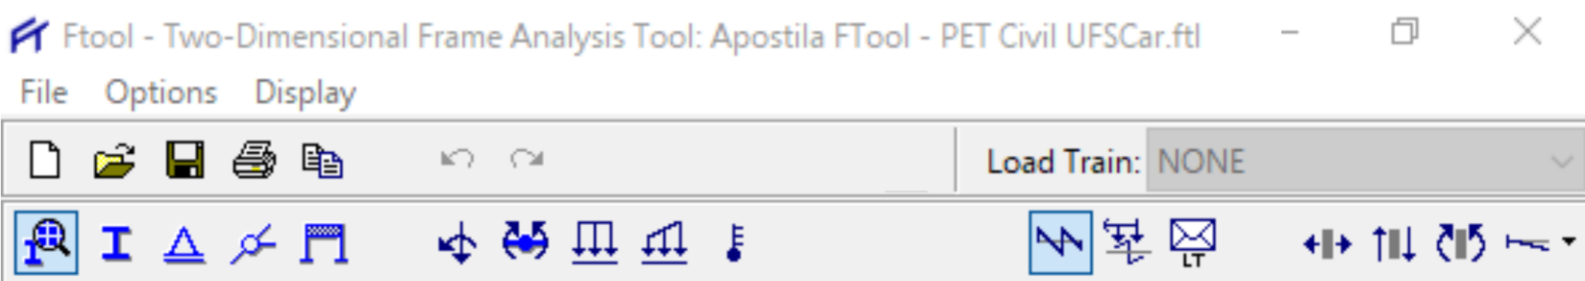 Ftool - Two-Dimensional Frame Analysis Tool: Apostila FTool - PET Civil UFSCar.ftl
File Options Display
Load Train: NONE
LT